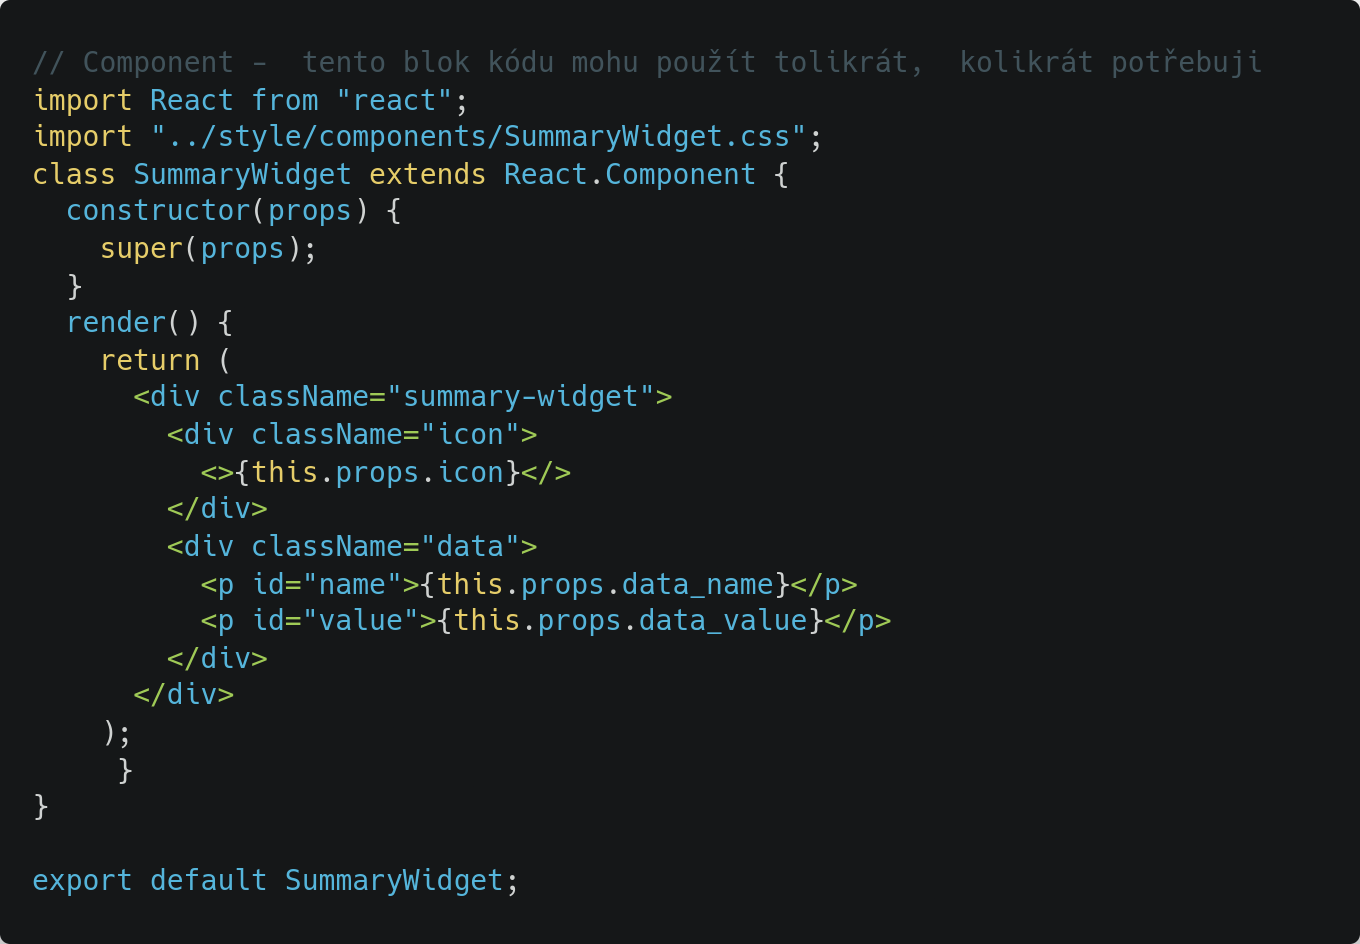 // Component -  tento blok kódu mohu použít tolikrát,  kolikrát potřebuji
import React from "react";
import "../style/components/SummaryWidget.css";
class SummaryWidget extends React.Component {
  constructor(props) {
    super(props);
  }
  render() {
    return (
      <div className="summary-widget">
        <div className="icon">
          <>{this.props.icon}</>
        </div>
        <div className="data">
          <p id="name">{this.props.data_name}</p>
          <p id="value">{this.props.data_value}</p>
        </div>
      </div>
    );
     }
}
export default SummaryWidget;